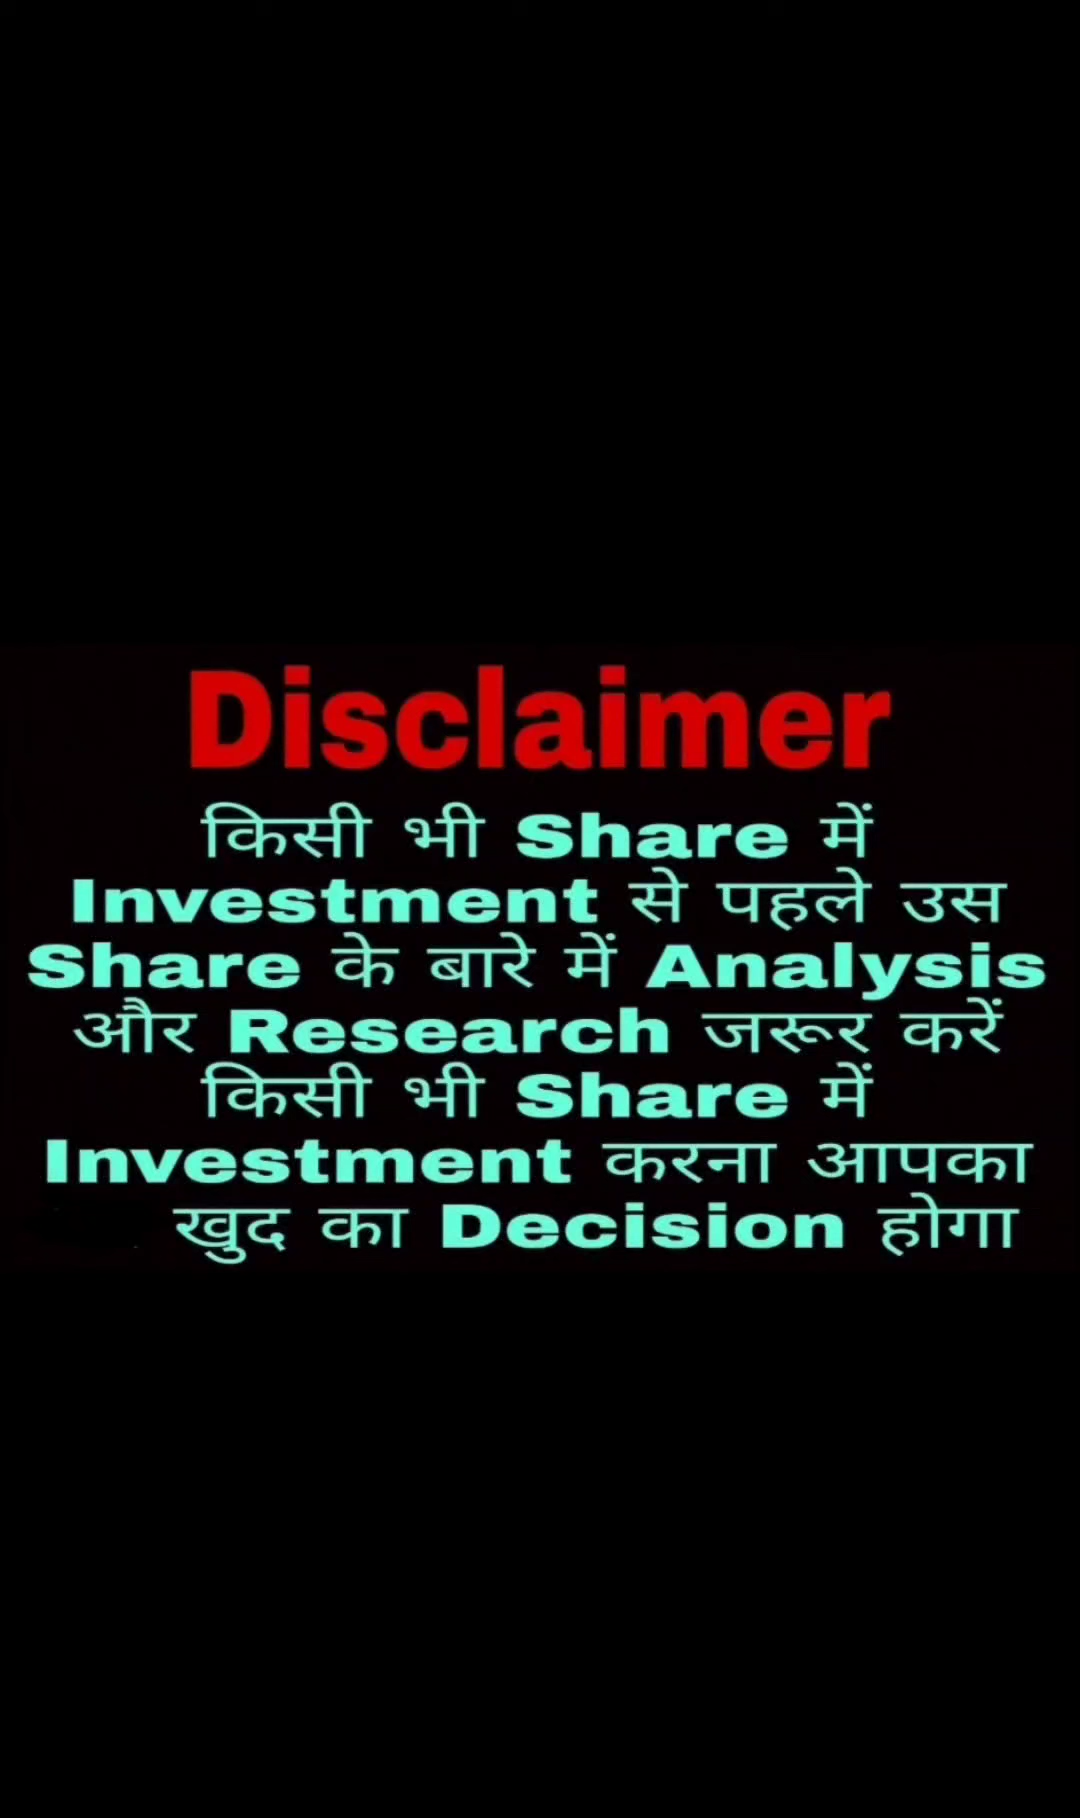 Disclaimer
किसी भी Share में
Investment से पहले उस
Share के बारे में Analysis
और Research जरूर करें
किसी भी Share में
Investment करना आपका
खुद का Decision होगा